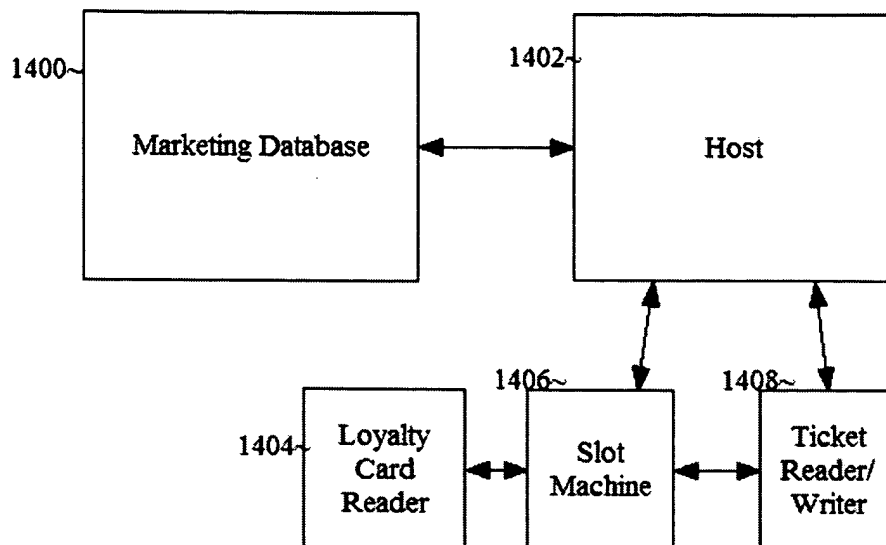 1400~
Marketing Database
1402~
Host
1404~
Loyalty
Card
Reader
1406~
Slot
Machine
1408~
Ticket
Reader/
Writer